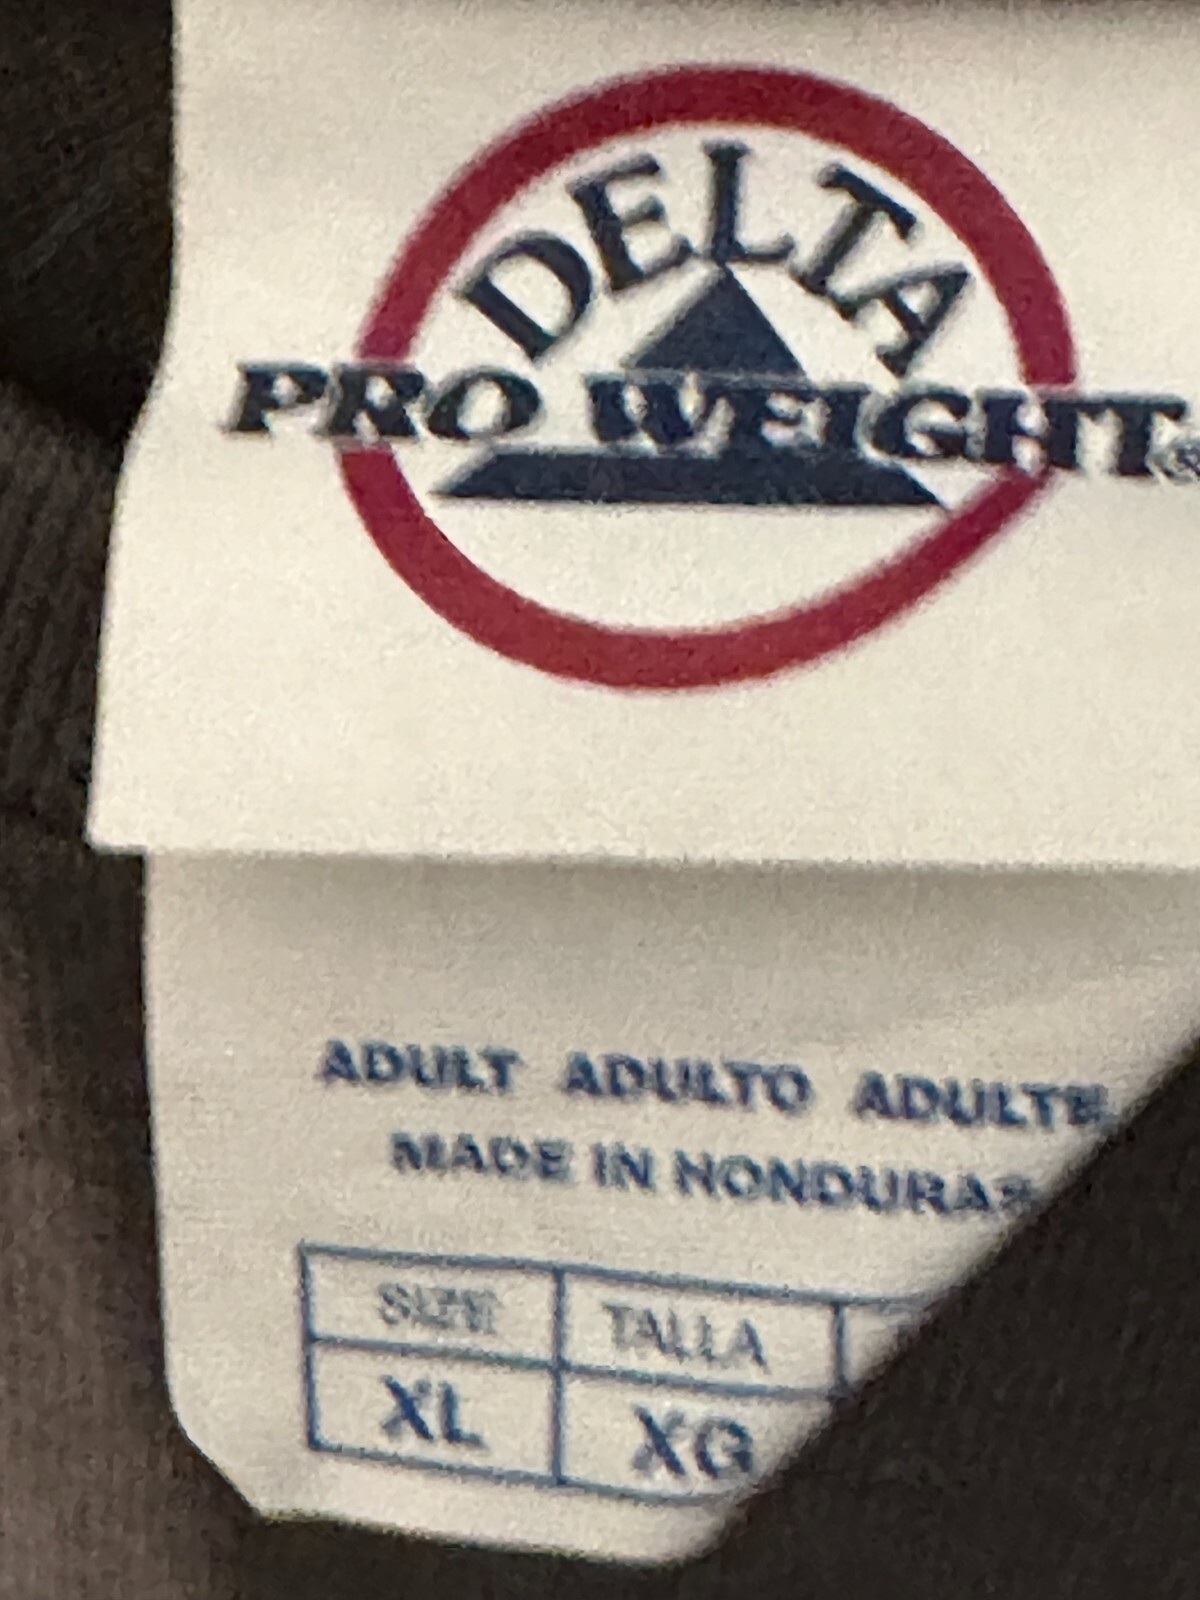 DELTA
PRO WEIGHT®
ADULT ADULTO ADULTE
MADE IN HONDURAS
SIZE TALLA
XL XG